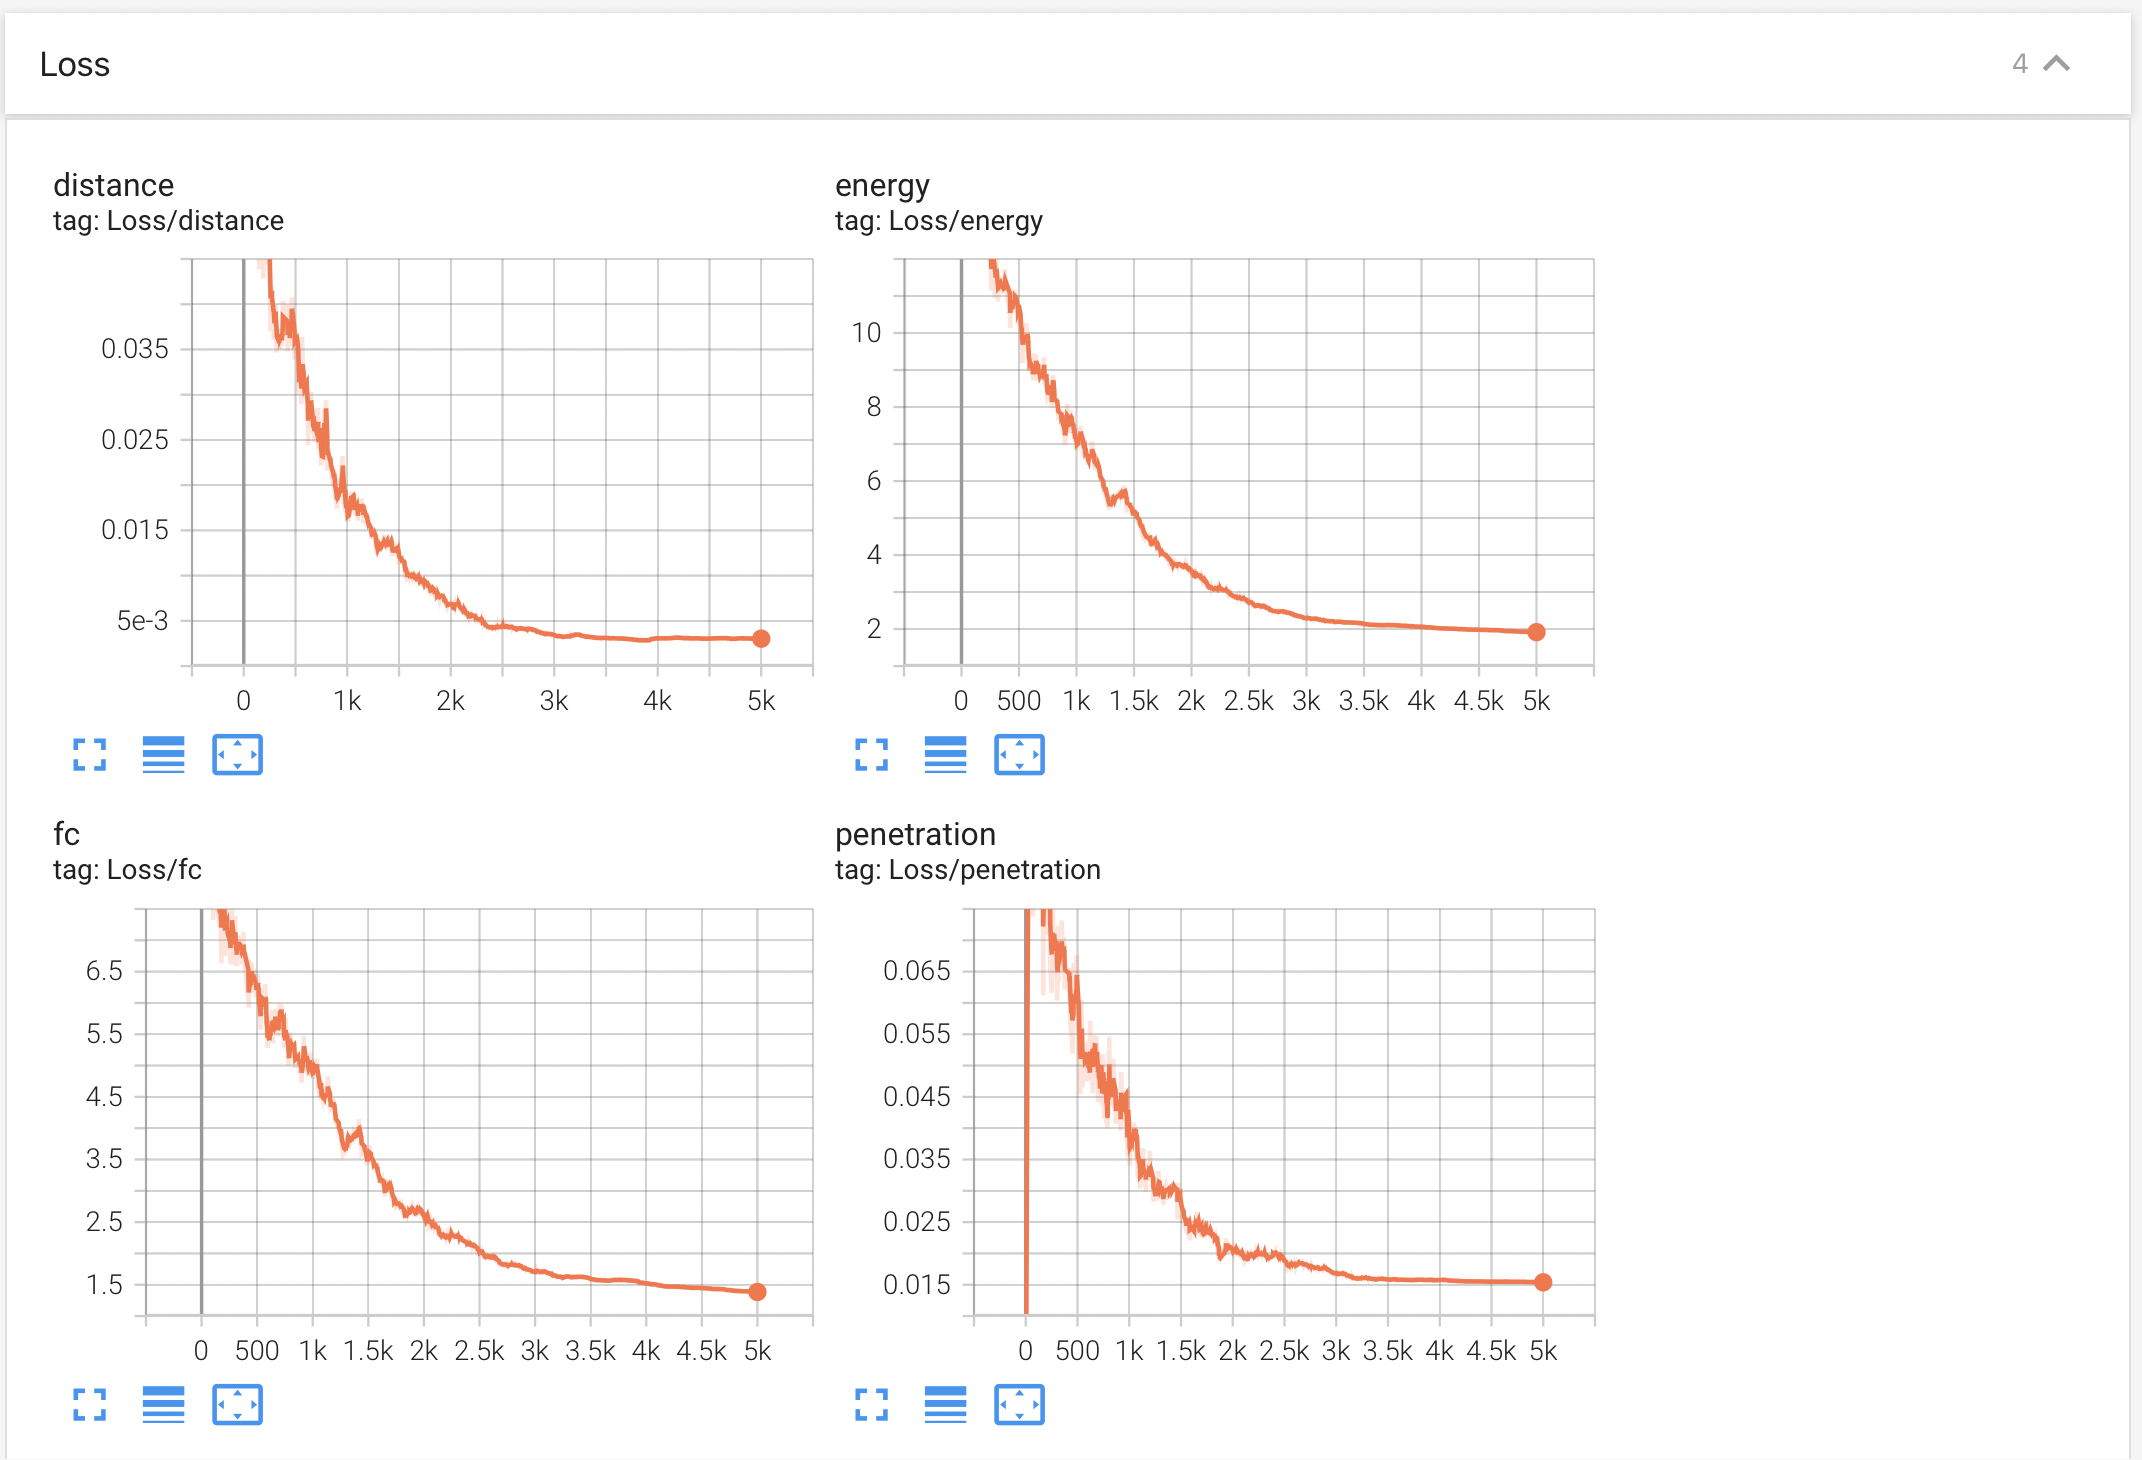 Loss
4
distance
tag: Loss/distance
0.035
0.025
0.015
5e-3
0 1k 2k 3k 4k 5k
energy
tag: Loss/energy
10
8
6
4
2
0 500 1k 1.5k 2k 2.5k 3k 3.5k 4k 4.5k 5k
fc
tag: Loss/fc
6.5
5.5
4.5
3.5
2.5
1.5
0 500 1k 1.5k 2k 2.5k 3k 3.5k 4k 4.5k 5k
penetration
tag: Loss/penetration
0.065
0.055
0.045
0.035
0.025
0.015
0 500 1k 1.5k 2k 2.5k 3k 3.5k 4k 4.5k 5k